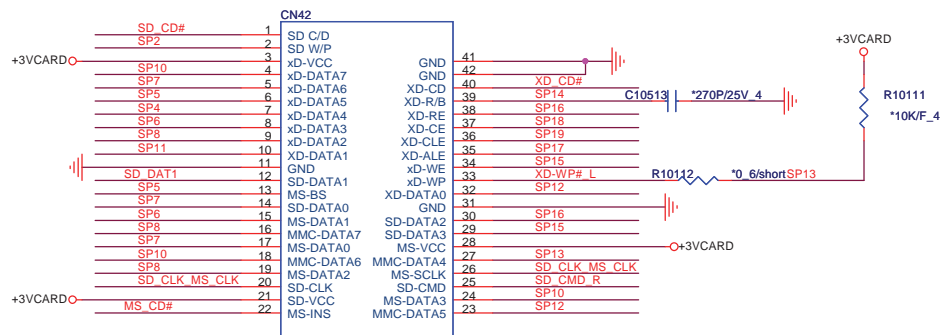 CN42
SD_CD# 1 SD C/D
SP2 2 SD W/P
+3VCARD 3 xD-VCC
SP10 4 xD-DATA7
SP7 5 xD-DATA6
SP5 6 xD-DATA5
SP4 7 xD-DATA4
SP6 8 xD-DATA3
SP8 9 xD-DATA2
SP11 10 XD-DATA1
11 GND
SD_DAT1 12 SD-DATA1
SP5 13 MS-BS
SP7 14 SD-DATA0
SP6 15 MS-DATA1
SP8 16 MMC-DATA7
SP7 17 MS-DATA0
SP10 18 MMC-DATA6
SP8 19 MS-DATA2
SD_CLK_MS_CLK 20 SD-CLK
+3VCARD 21 SD-VCC
MS_CD# 22 MS-INS
GND 41
GND 42
XD-CD 40 XD_CD#
XD-R/B 39 SP14 C10513 *270P/25V_4
XD-RE 38 SP16
XD-CE 37 SP18
XD-CLE 36 SP19
XD-ALE 35 SP17
xD-WE 34 SP15
xD-WP 33 XD-WP#_L R10112 *0_6/short SP13
XD-DATA0 32 SP12
GND 31
SD-DATA2 30 SP16
SD-DATA3 29 SP15
MS-VCC 28 +3VCARD
MMC-DATA4 27 SP13
MS-SCLK 26 SD_CLK_MS_CLK
SD-CMD 25 SD_CMD_R
MS-DATA3 24 SP10
MMC-DATA5 23 SP12
+3VCARD
R10111
*10K/F_4